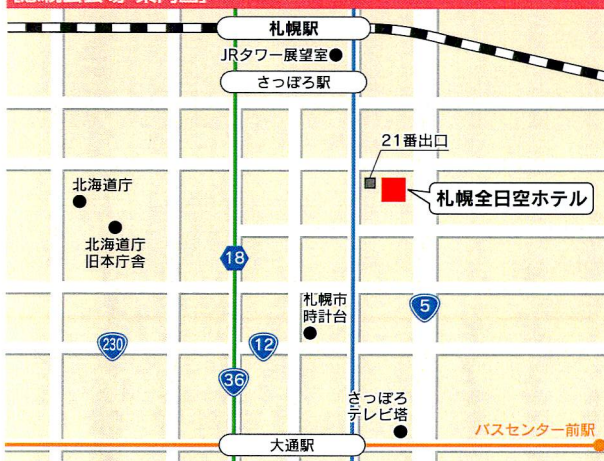 札幌駅
JRタワー展望室
さっぽろ駅
21番出口
札幌全日空ホテル
北海道庁
北海道庁
旧本庁舎
18
札幌市
時計台
5
230
12
36
さっぽろ
テレビ塔
バスセンター前駅
大通駅